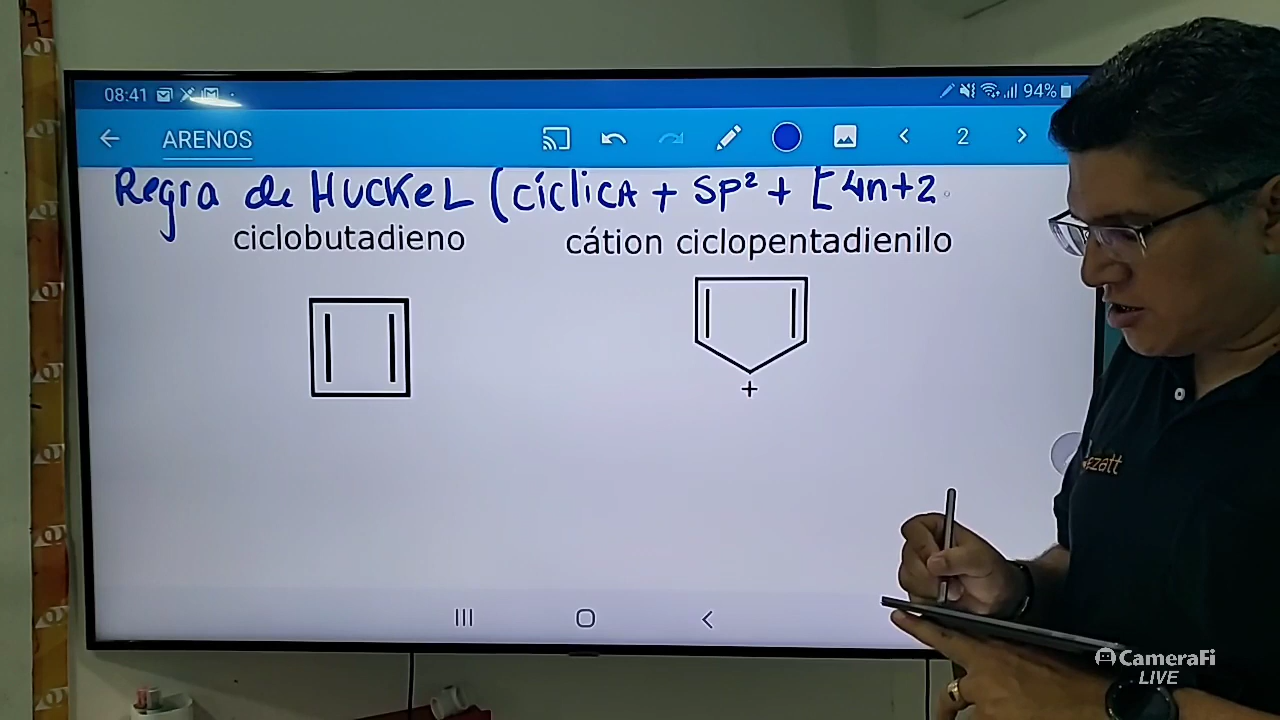 08:41 94%
ARENOS 2
Regra de HUCKEL (cíclicA + SP² + [4n+2
ciclobutadieno cátion ciclopentadienilo
+
CameraFi
LIVE